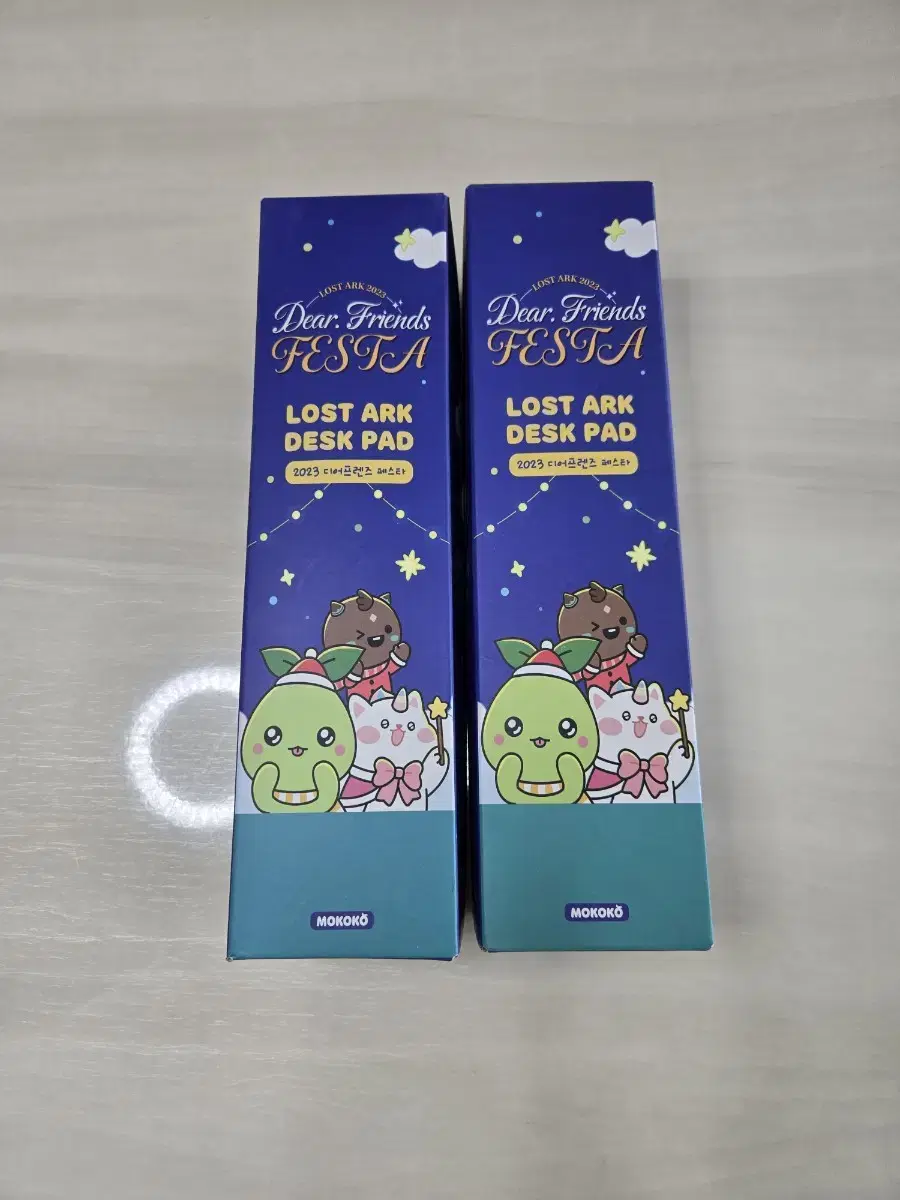 LOST ARK 2023
Dear. Friends
FESTA
LOST ARK
DESK PAD
2023 디어프렌즈 페스타
MOKOKO
LOST ARK 2023
Dear. Friends
FESTA
LOST ARK
DESK PAD
2023 디어프렌즈 페스타
MOKOKO